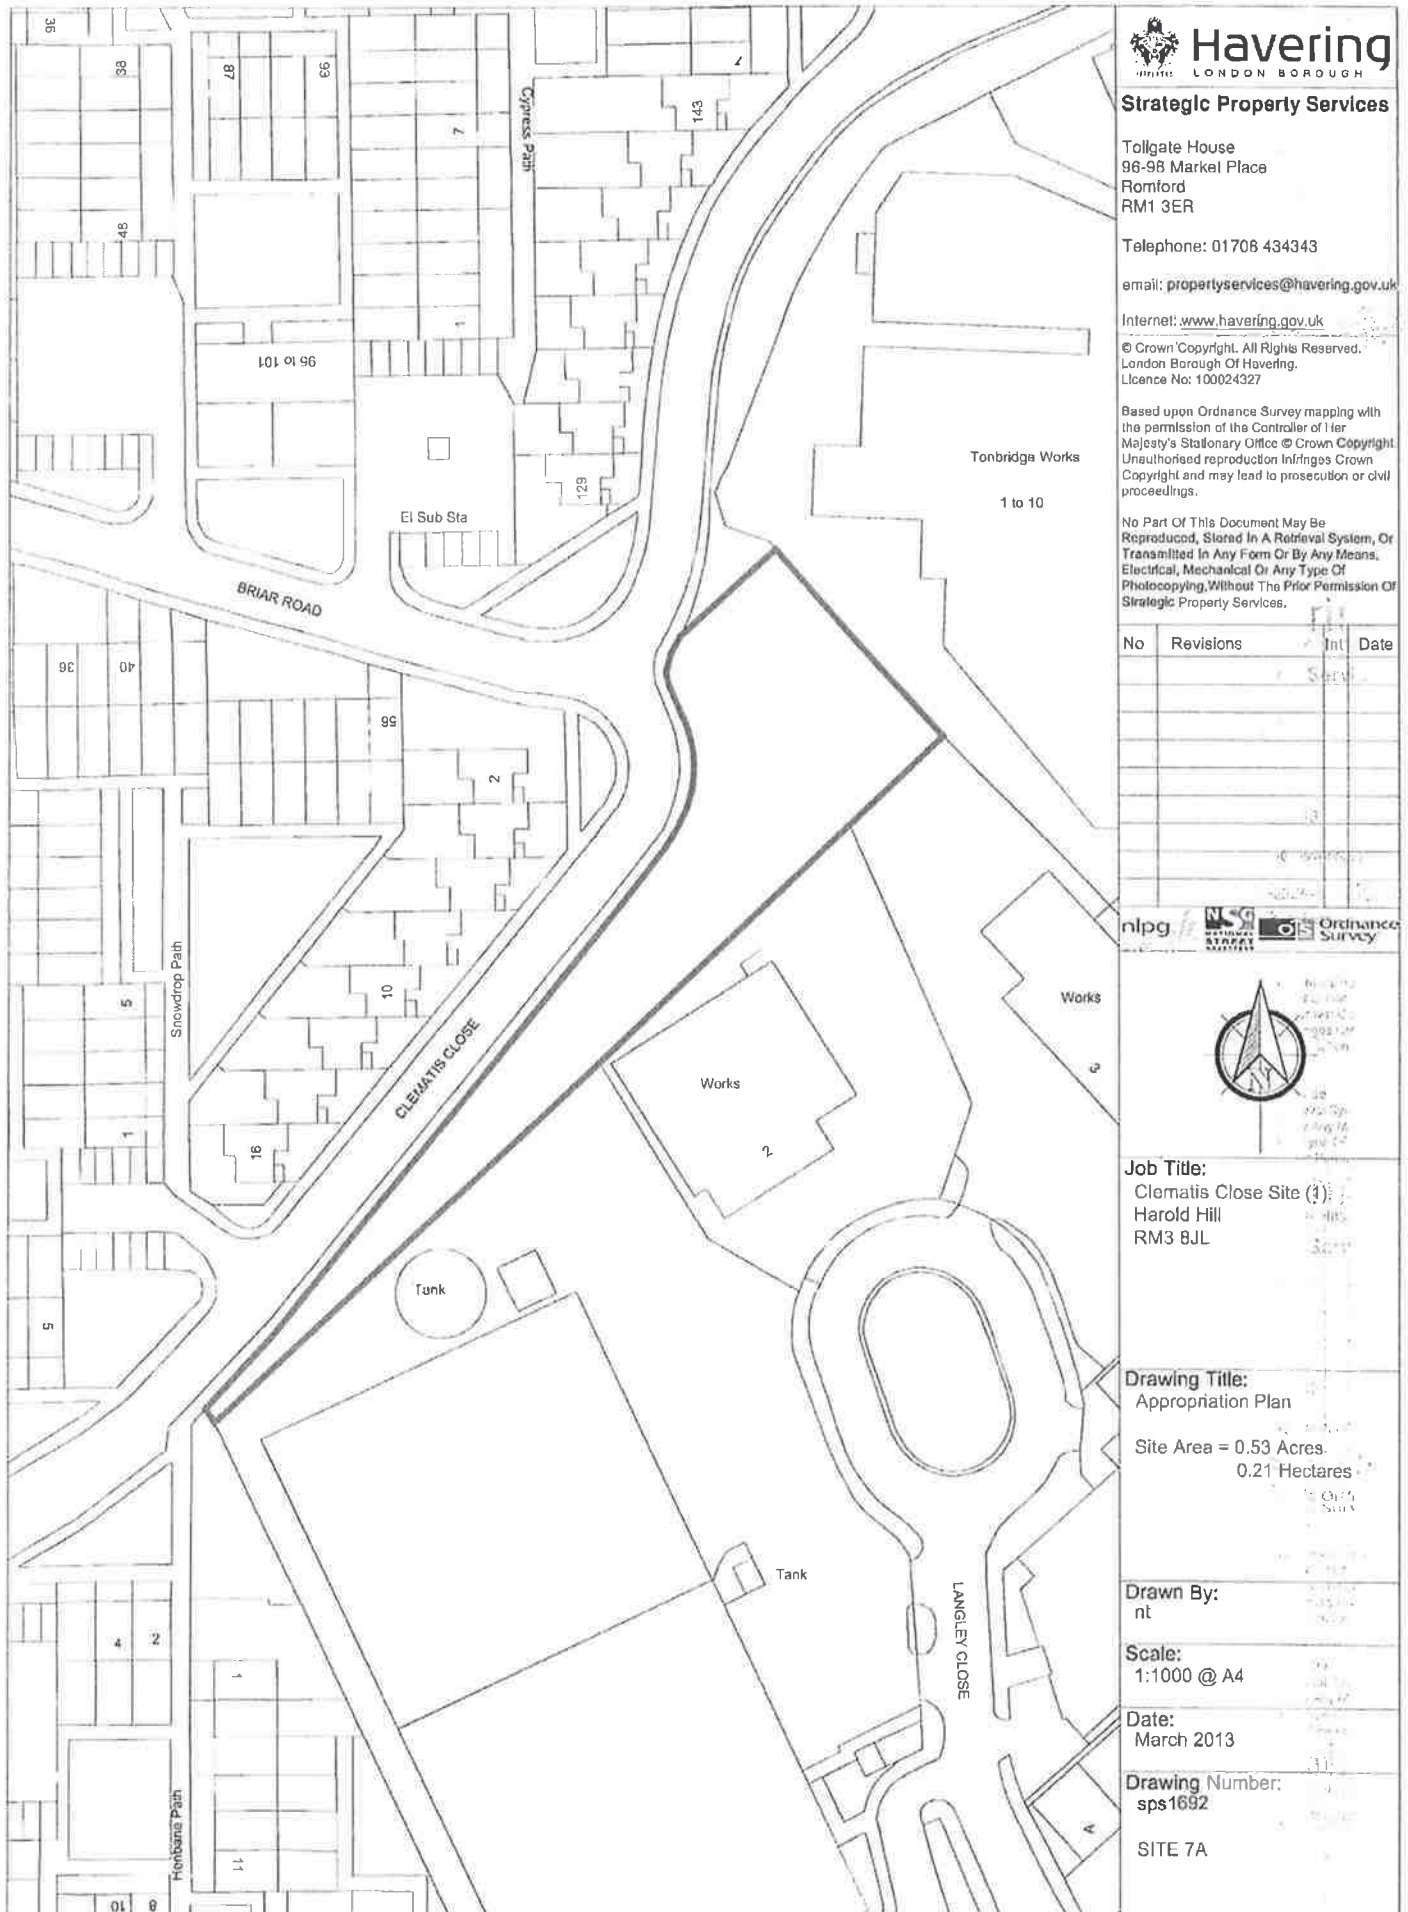 Havering
LONDON BOROUGH
Strategic Property Services
Tollgate House
96-98 Market Place
Romford
RM1 3ER
Telephone: 01708 434343
email: propertyservices@havering.gov.uk
Internet: www.havering.gov.uk
© Crown Copyright. All Rights Reserved.
London Borough Of Havering.
Licence No: 100024327
Based upon Ordnance Survey mapping with
the permission of the Controller of Her
Majesty's Stationary Office © Crown Copyright
Unauthorised reproduction Infringes Crown
Copyright and may lead to prosecution or civil
proceedings.
No Part Of This Document May Be
Reproduced, Stored In A Retrieval System, Or
Transmitted In Any Form Or By Any Means,
Electrical, Mechanical Or Any Type Of
Photocopying, Without The Prior Permission Of
Strategic Property Services.
No Revisions Int Date
nlpg
NSG
NATIONAL
STREET
GAZETTEER
OS Ordnance
Survey
N
Job Title:
Clematis Close Site (1)
Harold Hill
RM3 8JL
Drawing Title:
Appropriation Plan
Site Area = 0.53 Acres
0.21 Hectares
Drawn By:
nt
Scale:
1:1000 @ A4
Date:
March 2013
Drawing Number:
sps1692
SITE 7A
36
38
87
93
7
143
Cypress Path
7
48
1
95 to 101
129
El Sub Sta
Tonbridge Works
1 to 10
BRIAR ROAD
36
40
56
2
Snowdrop Path
5
10
CLEMATIS CLOSE
Works
3
Works
2
1
16
Tank
5
Tank
LANGLEY CLOSE
4
2
1
Henbane Path
11
A
10
8